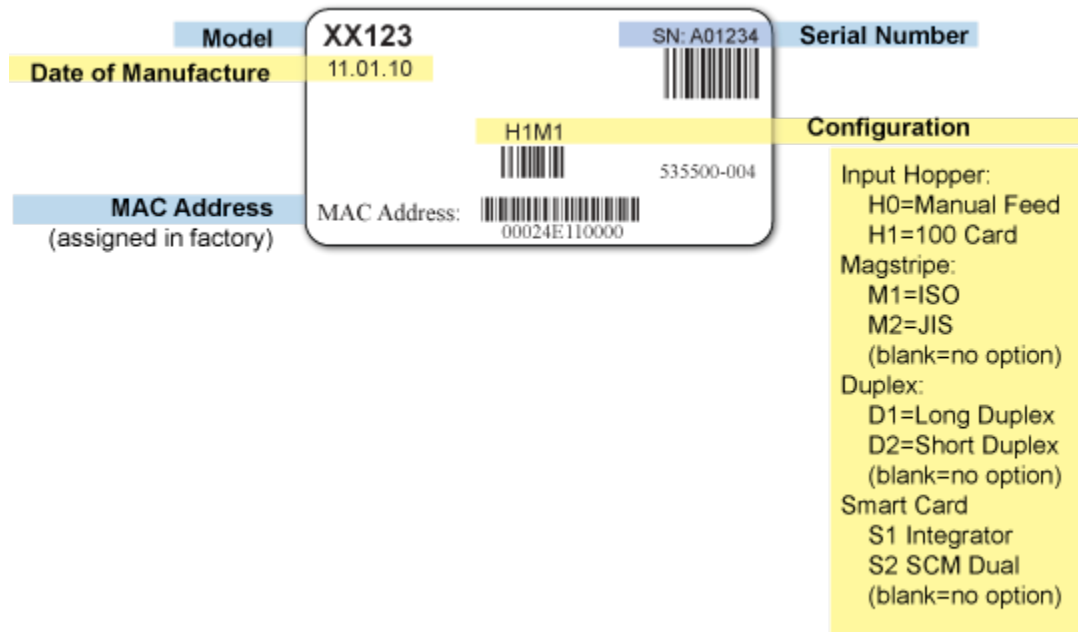 Model
XX123
SN: A01234
Serial Number
Date of Manufacture
11.01.10
H1M1
Configuration
535500-004
MAC Address
(assigned in factory)
MAC Address:
00024E110000
Input Hopper:
H0=Manual Feed
H1=100 Card
Magstripe:
M1=ISO
M2=JIS
(blank=no option)
Duplex:
D1=Long Duplex
D2=Short Duplex
(blank=no option)
Smart Card
S1 Integrator
S2 SCM Dual
(blank=no option)